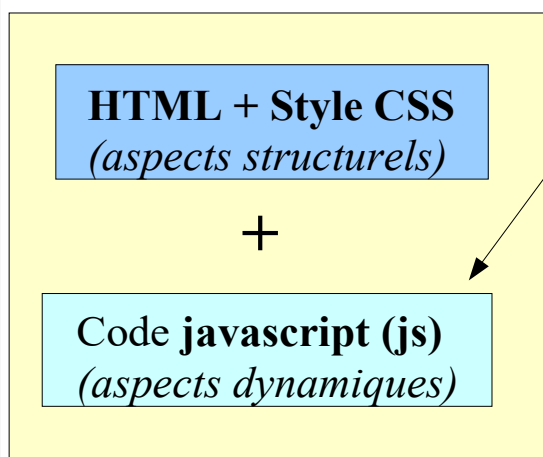 HTML + Style CSS
(aspects structurels)
+
Code javascript (js)
(aspects dynamiques)